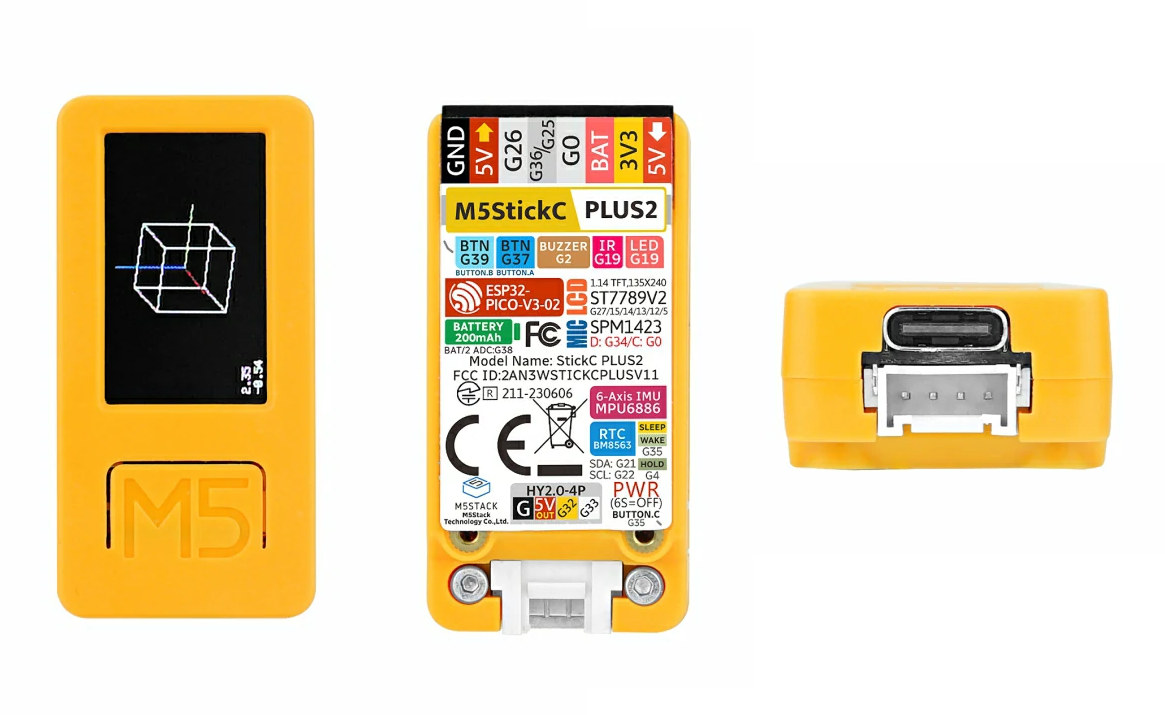 2.35
-0.54
M5
GND
5V
G26
G36/G25
G0
BAT
3V3
5V
M5StickC PLUS2
BTN G39
BUTTON.B
BTN G37
BUTTON.A
BUZZER G2
IR G19
LED G19
ESP32-
PICO-V3-02
LCD
1.14 TFT,135X240
ST7789V2
G27/15/14/13/12/5
BATTERY
200mAh
BAT/2 ADC:G38
FC
MIC
SPM1423
D: G34/C: G0
Model Name: StickC PLUS2
FCC ID:2AN3WSTICKCPLUSV11
R 211-230606
6-Axis IMU
MPU6886
CE
RTC
BM8563
SLEEP
WAKE
G35
SDA: G21
SCL: G22
HOLD
G4
M5STACK
M5Stack
Technology Co.,Ltd.
HY2.0-4P
G 5V OUT G32 G33
PWR
(6S=OFF)
BUTTON.C
G35